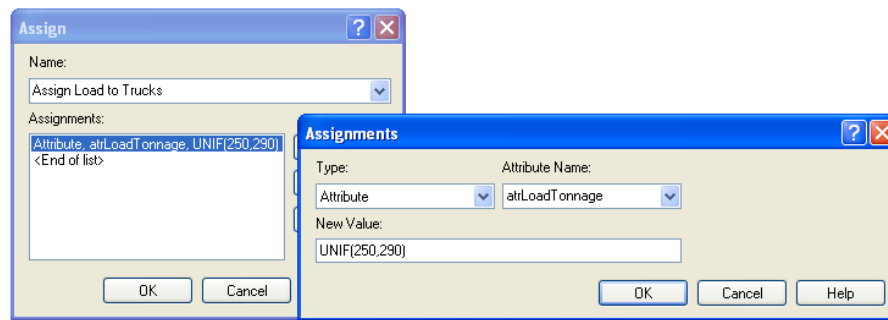 Assign
Name:
Assign Load to Trucks
Assignments:
Attribute, atrLoadTonnage, UNIF(250,290)
<End of list>
OK Cancel
Assignments
Type: Attribute Name:
Attribute atrLoadTonnage
New Value:
UNIF(250,290)
OK Cancel Help